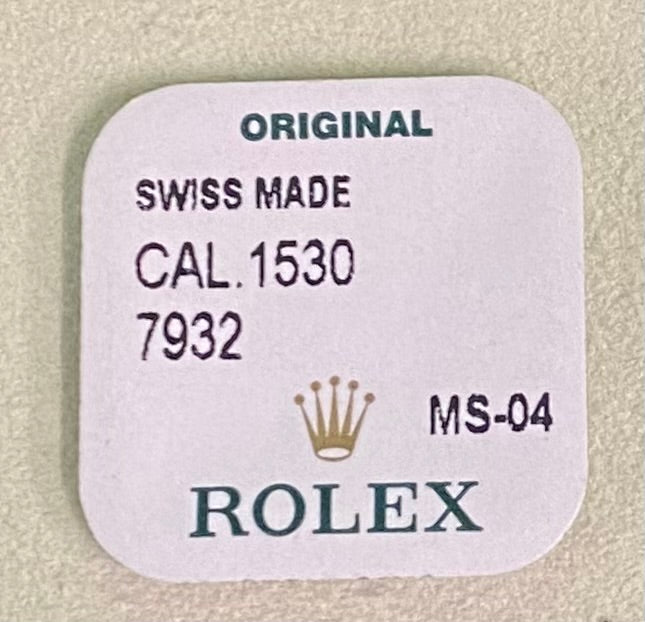 ORIGINAL
SWISS MADE
CAL.1530
7932
MS-04
ROLEX